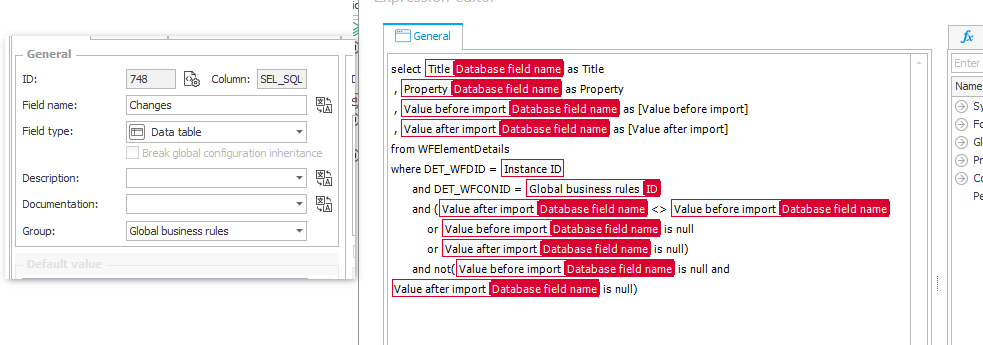 General
ID: 748 Column: SEL_SQL
Field name: Changes
Field type: Data table
Break global configuration inheritance
Description:
Documentation:
Group: Global business rules
Default value
General
select Title Database field name as Title
, Property Database field name as Property
, Value before import Database field name as [Value before import]
, Value after import Database field name as [Value after import]
from WFElementDetails
where DET_WFDID = Instance ID
and DET_WFCONID = Global business rules ID
and ( Value after import Database field name <> Value before import Database field name
or Value before import Database field name is null
or Value after import Database field name is null)
and not( Value before import Database field name is null and
Value after import Database field name is null)
fx
Enter
Name
Sy
Fo
Gl
Pr
Co
Pe